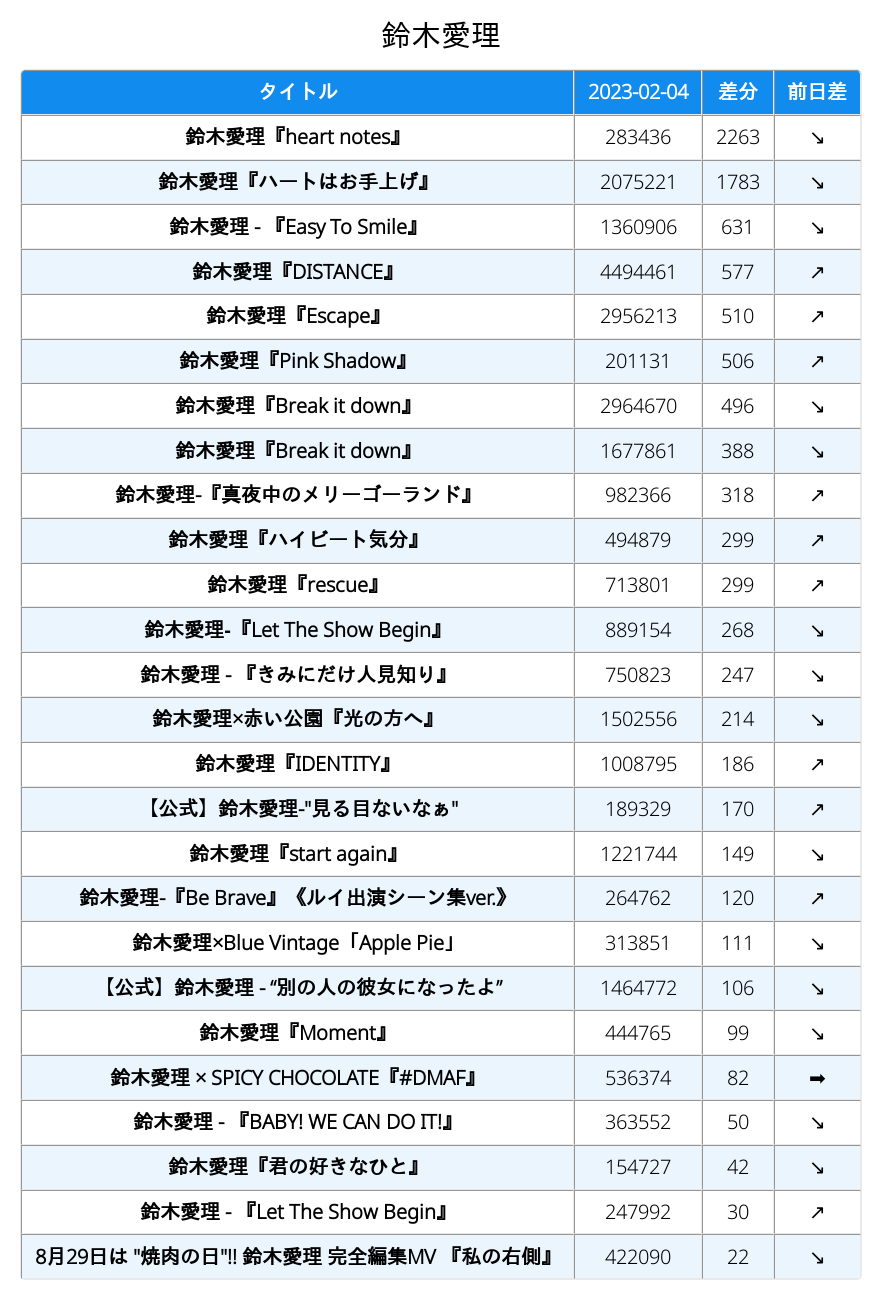 鈴木愛理
タイトル 2023-02-04 差分 前日差
鈴木愛理『heart notes』 283436 2263 ↘
鈴木愛理『ハートはお手上げ』 2075221 1783 ↘
鈴木愛理 - 『Easy To Smile』 1360906 631 ↘
鈴木愛理『DISTANCE』 4494461 577 ↗
鈴木愛理『Escape』 2956213 510 ↗
鈴木愛理『Pink Shadow』 201131 506 ↗
鈴木愛理『Break it down』 2964670 496 ↘
鈴木愛理『Break it down』 1677861 388 ↘
鈴木愛理-『真夜中のメリーゴーランド』 982366 318 ↗
鈴木愛理『ハイビート気分』 494879 299 ↗
鈴木愛理『rescue』 713801 299 ↗
鈴木愛理-『Let The Show Begin』 889154 268 ↘
鈴木愛理 - 『きみにだけ人見知り』 750823 247 ↘
鈴木愛理×赤い公園『光の方へ』 1502556 214 ↘
鈴木愛理『IDENTITY』 1008795 186 ↗
【公式】鈴木愛理-"見る目ないなぁ" 189329 170 ↗
鈴木愛理『start again』 1221744 149 ↘
鈴木愛理-『Be Brave』《ルイ出演シーン集ver.》 264762 120 ↗
鈴木愛理×Blue Vintage「Apple Pie」 313851 111 ↘
【公式】鈴木愛理 - “別の人の彼女になったよ” 1464772 106 ↘
鈴木愛理『Moment』 444765 99 ↘
鈴木愛理 × SPICY CHOCOLATE『#DMAF』 536374 82 ➡
鈴木愛理 - 『BABY! WE CAN DO IT!』 363552 50 ↘
鈴木愛理『君の好きなひと』 154727 42 ↘
鈴木愛理 - 『Let The Show Begin』 247992 30 ↗
8月29日は "焼肉の日"!! 鈴木愛理 完全編集MV 『私の右側』 422090 22 ↘